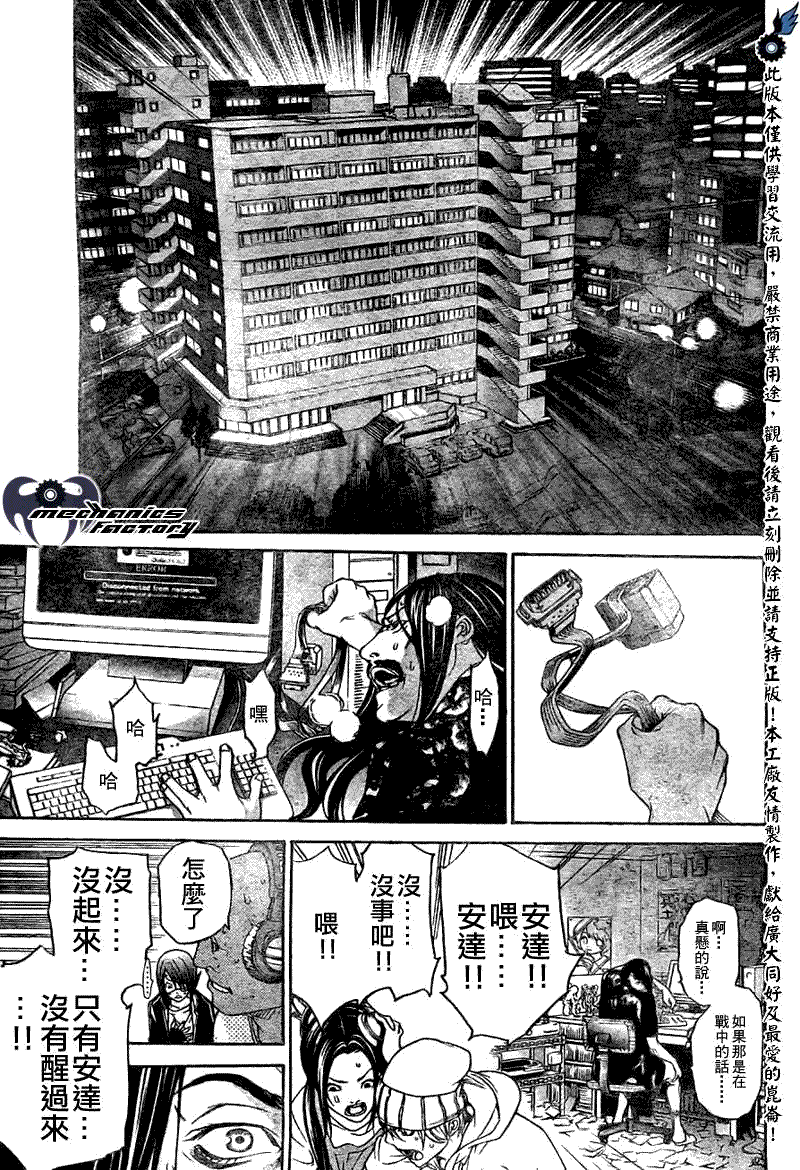 此版本僅供學習交流用，嚴禁商業用途，觀看後請立刻刪除並請支持正版！本工廠友情製作，獻給廣大同好及最愛的崑崙！
mechanics
factory
哈…
ERROR
Disconnected from network.
嘿
哈
哈
啊…
真懸的說…
如果那是在
戰中的話……
安達!!
喂……
安達!!
沒……
沒事吧!!
喂!!
怎麼了
……
沒……
沒起來…
只有安達…
沒有醒過來
…!!